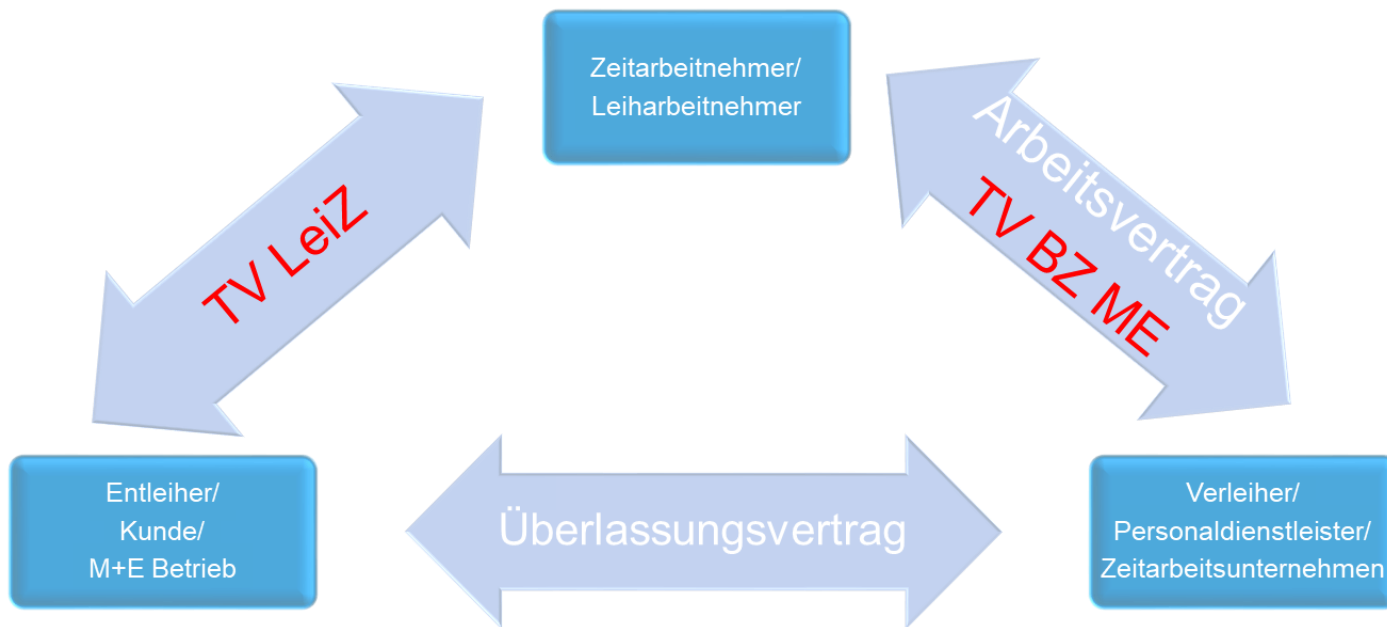 Zeitarbeitnehmer/
Leiharbeitnehmer
TV LeiZ
Arbeitsvertrag
TV BZ ME
Entleiher/
Kunde/
M+E Betrieb
Überlassungsvertrag
Verleiher/
Personaldienstleister/
Zeitarbeitsunternehmen